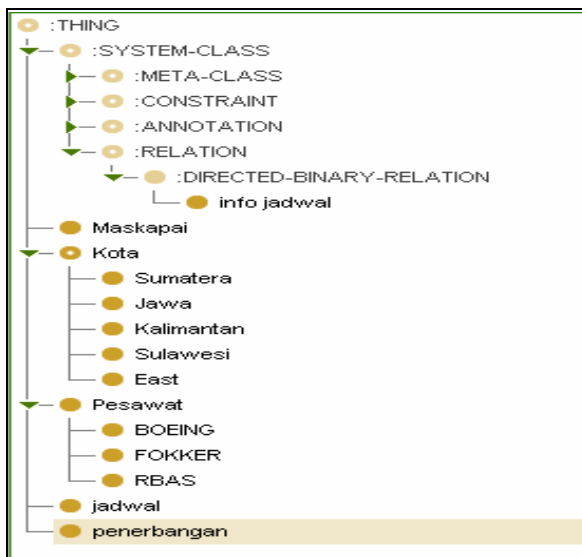 :THING
:SYSTEM-CLASS
:META-CLASS
:CONSTRAINT
:ANNOTATION
:RELATION
:DIRECTED-BINARY-RELATION
info jadwal
Maskapai
Kota
Sumatera
Jawa
Kalimantan
Sulawesi
East
Pesawat
BOEING
FOKKER
RBAS
jadwal
penerbangan